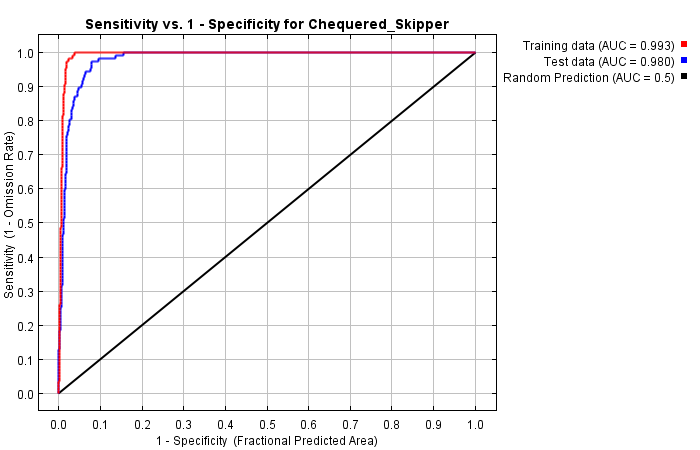 Sensitivity vs. 1 - Specificity for Chequered_Skipper
Training data (AUC = 0.993)
Test data (AUC = 0.980)
Random Prediction (AUC = 0.5)
Sensitivity (1 - Omission Rate)
1.0
0.9
0.8
0.7
0.6
0.5
0.4
0.3
0.2
0.1
0.0
0.0 0.1 0.2 0.3 0.4 0.5 0.6 0.7 0.8 0.9 1.0
1 - Specificity (Fractional Predicted Area)